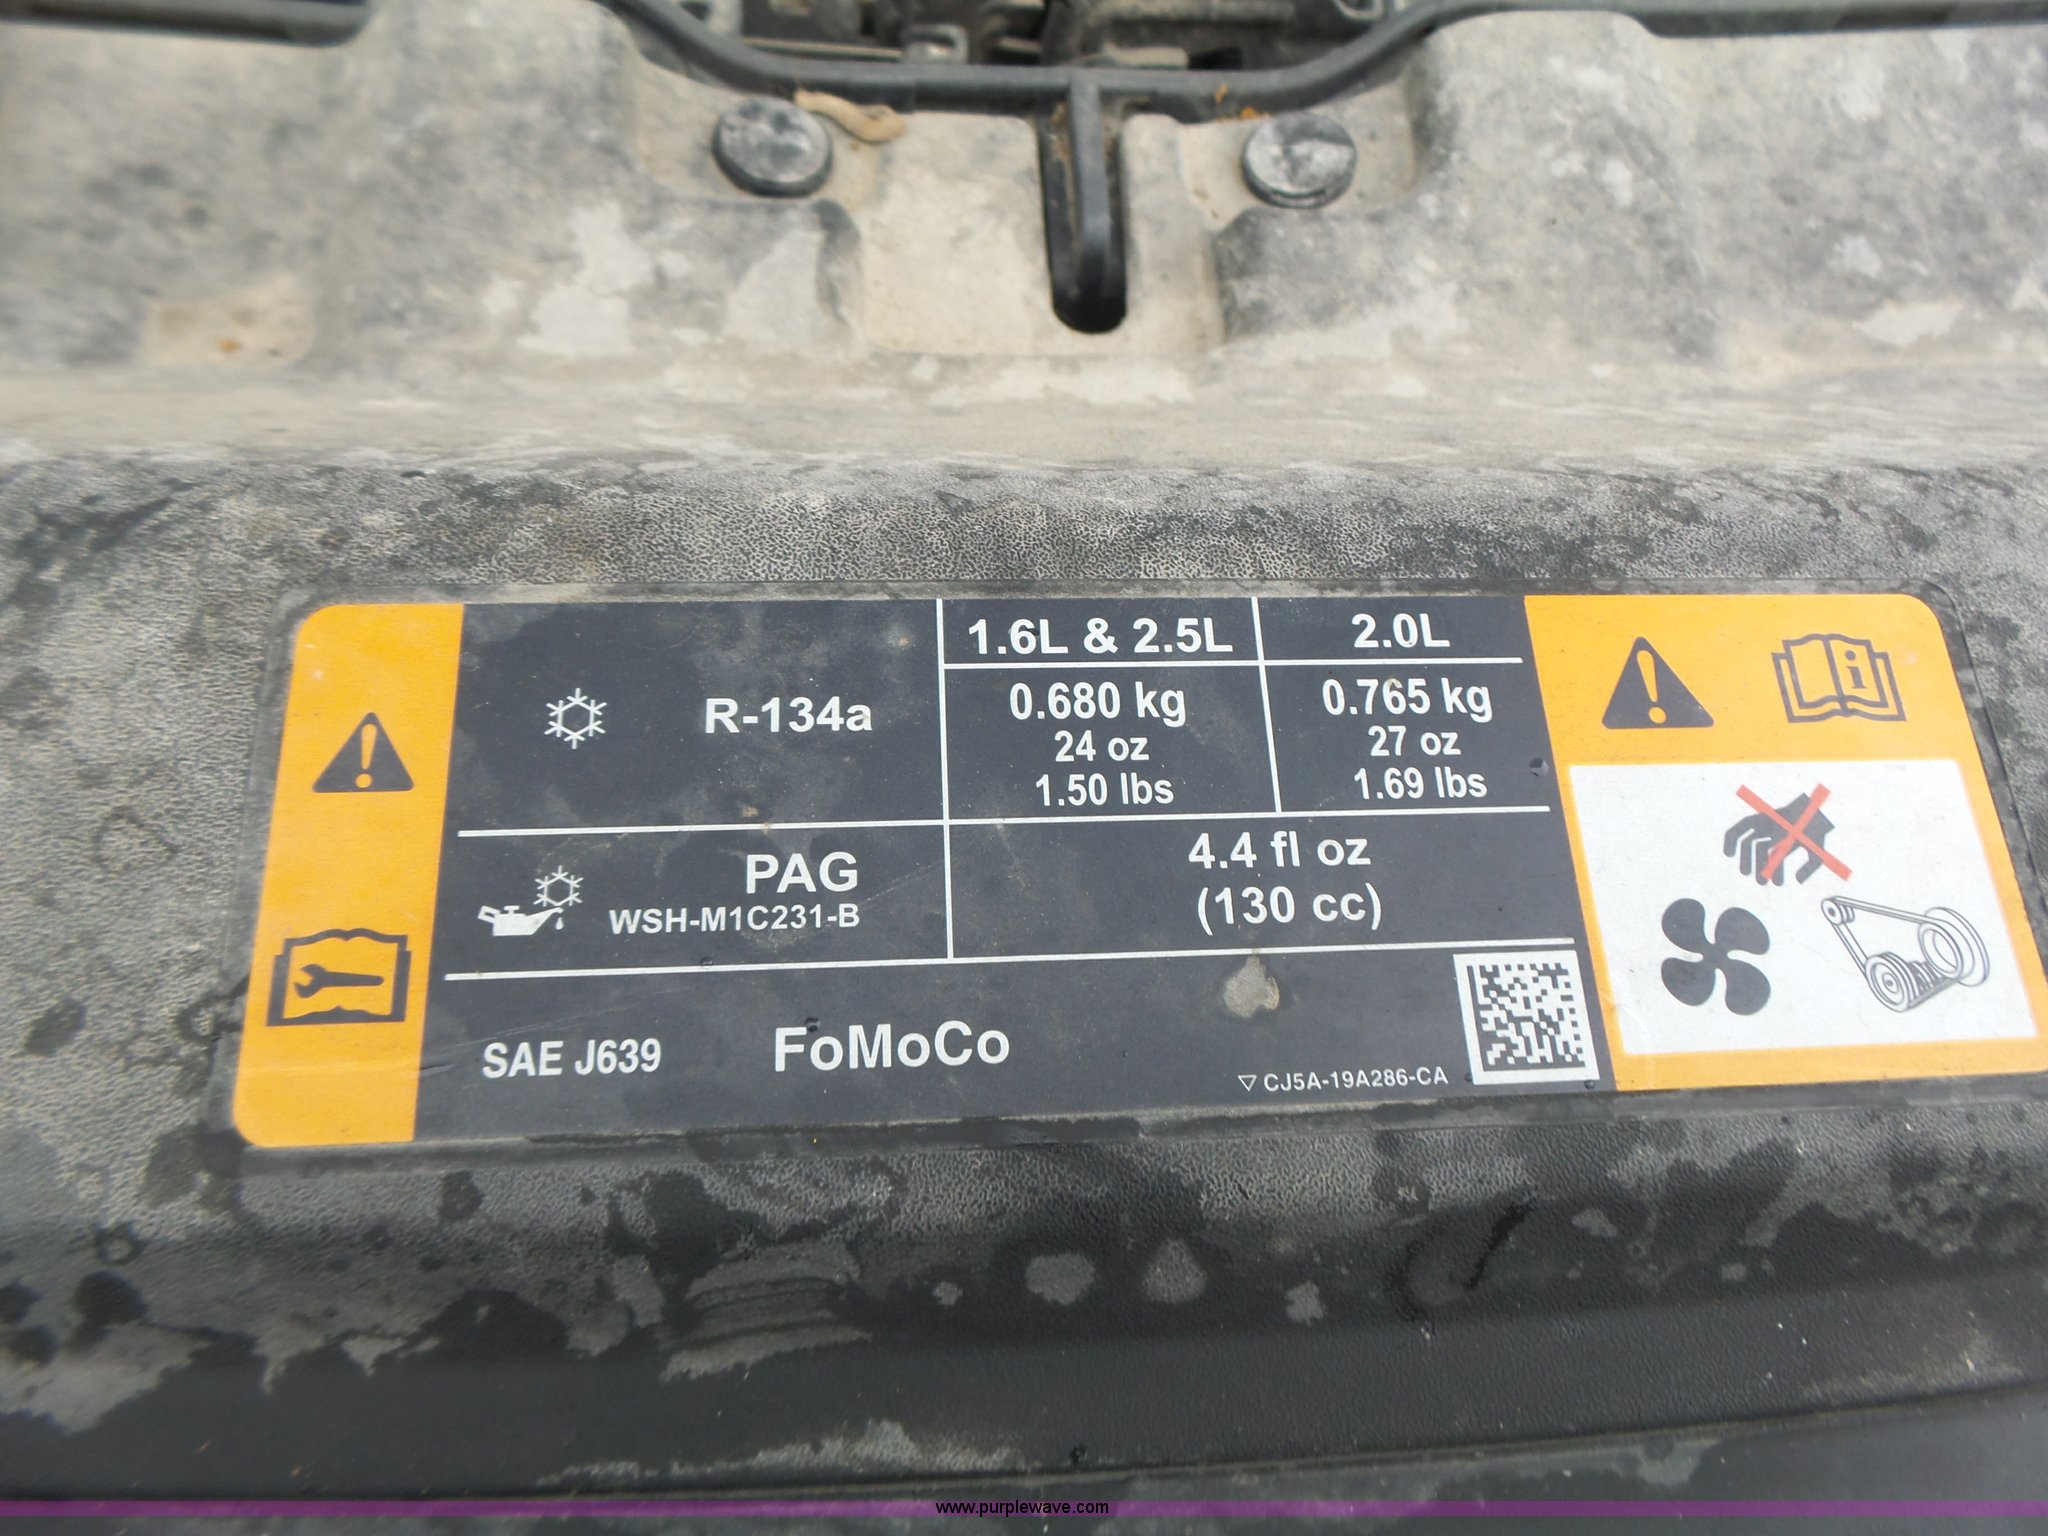 1.6L & 2.5L
2.0L
R-134a
0.680 kg
24 oz
1.50 lbs
0.765 kg
27 oz
1.69 lbs
PAG
WSH-M1C231-B
4.4 fl oz
(130 cc)
SAE J639
FoMoCo
CJ5A-19A286-CA
www.purplewave.com